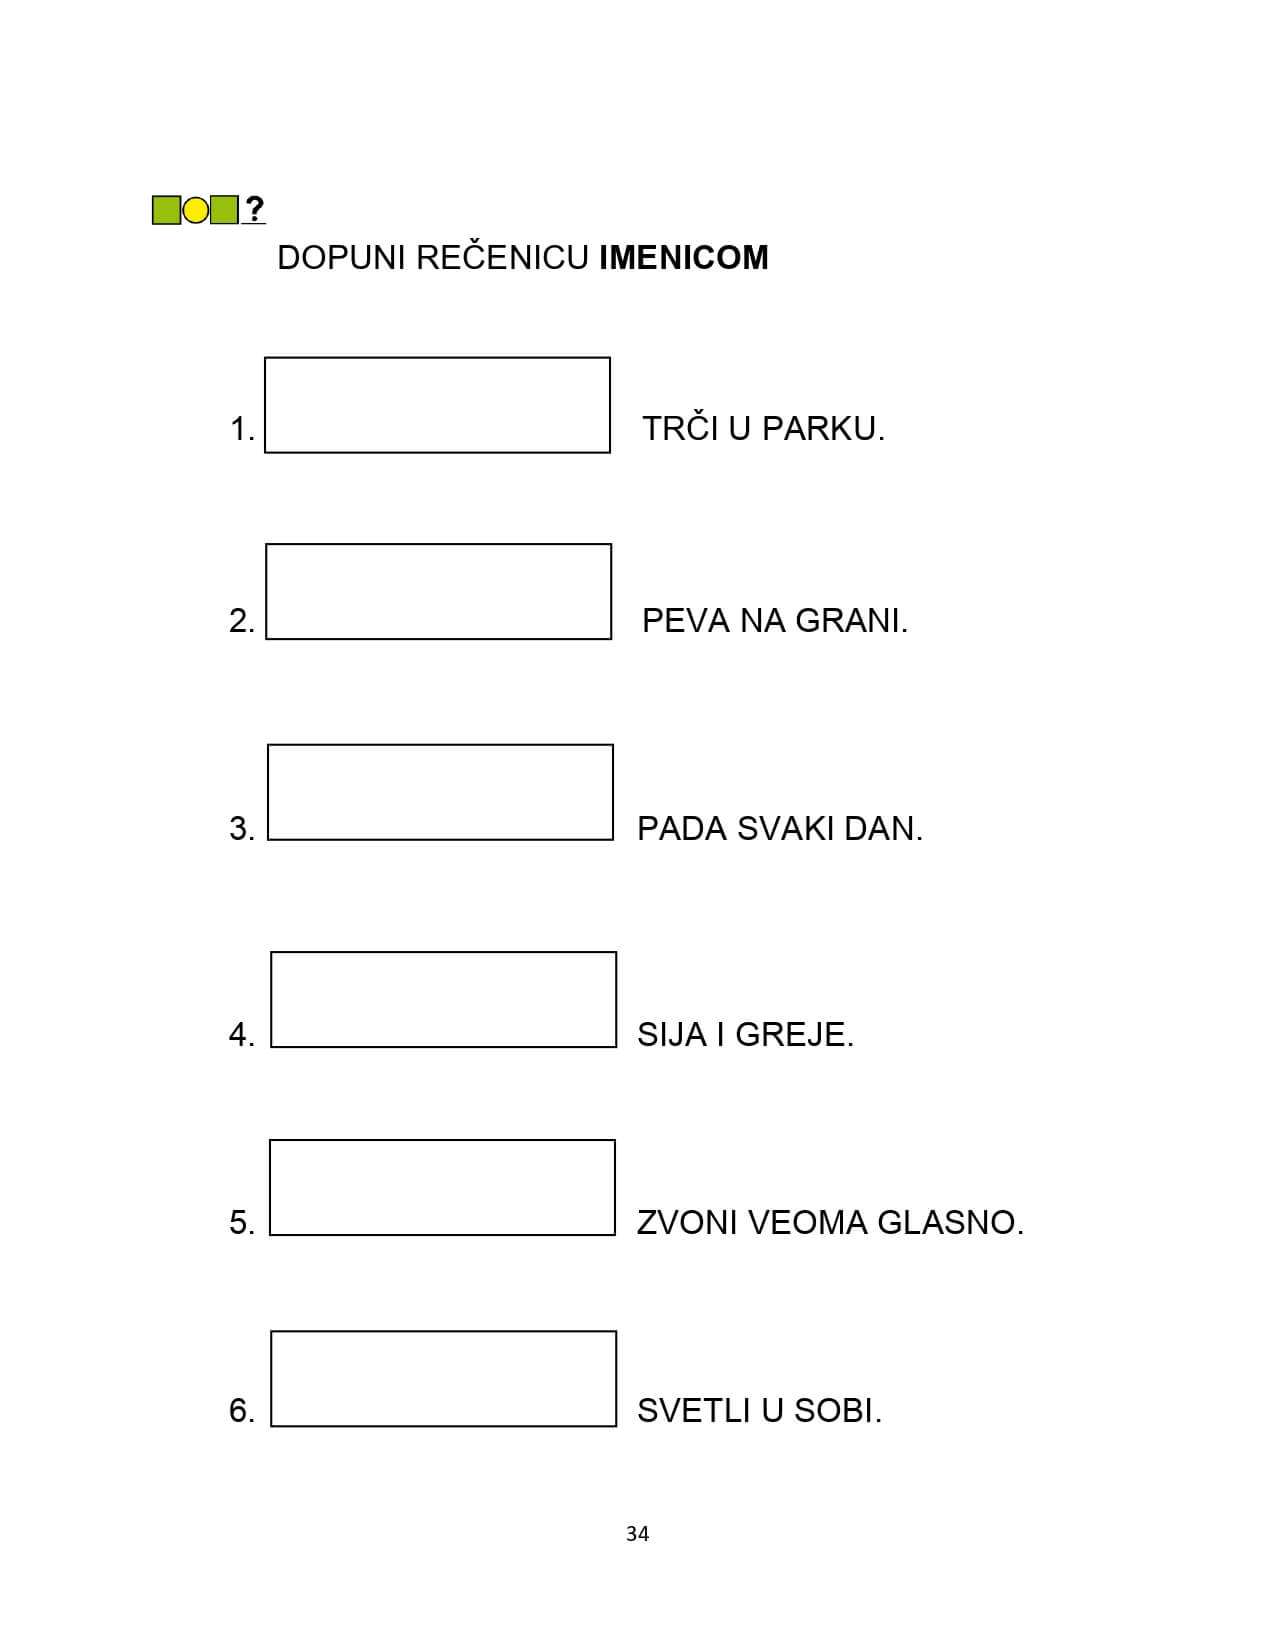 ?
DOPUNI REČENICU IMENICOM
1. TRČI U PARKU.
2. PEVA NA GRANI.
3. PADA SVAKI DAN.
4. SIJA I GREJE.
5. ZVONI VEOMA GLASNO.
6. SVETLI U SOBI.
34